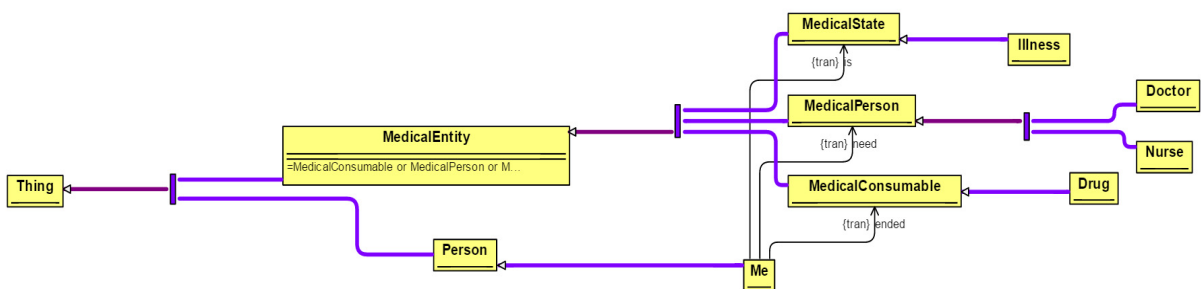 MedicalState
Illness
{tran} is
Doctor
MedicalPerson
MedicalEntity
{tran} need
Nurse
=MedicalConsumable or MedicalPerson or M...
Thing
MedicalConsumable
Drug
{tran} ended
Person
Me